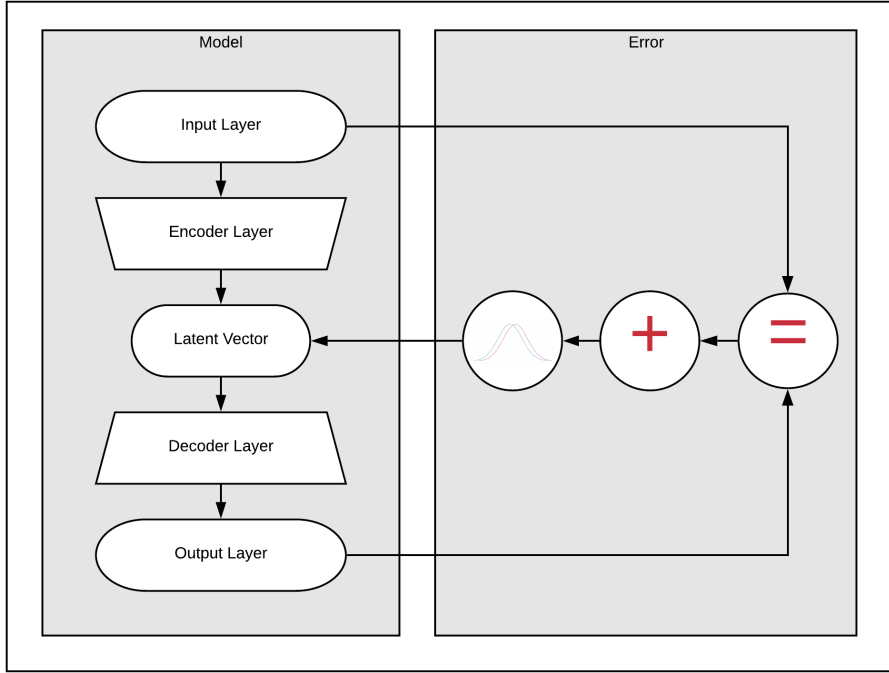 Model
Error
Input Layer
Encoder Layer
Latent Vector
+
=
Decoder Layer
Output Layer